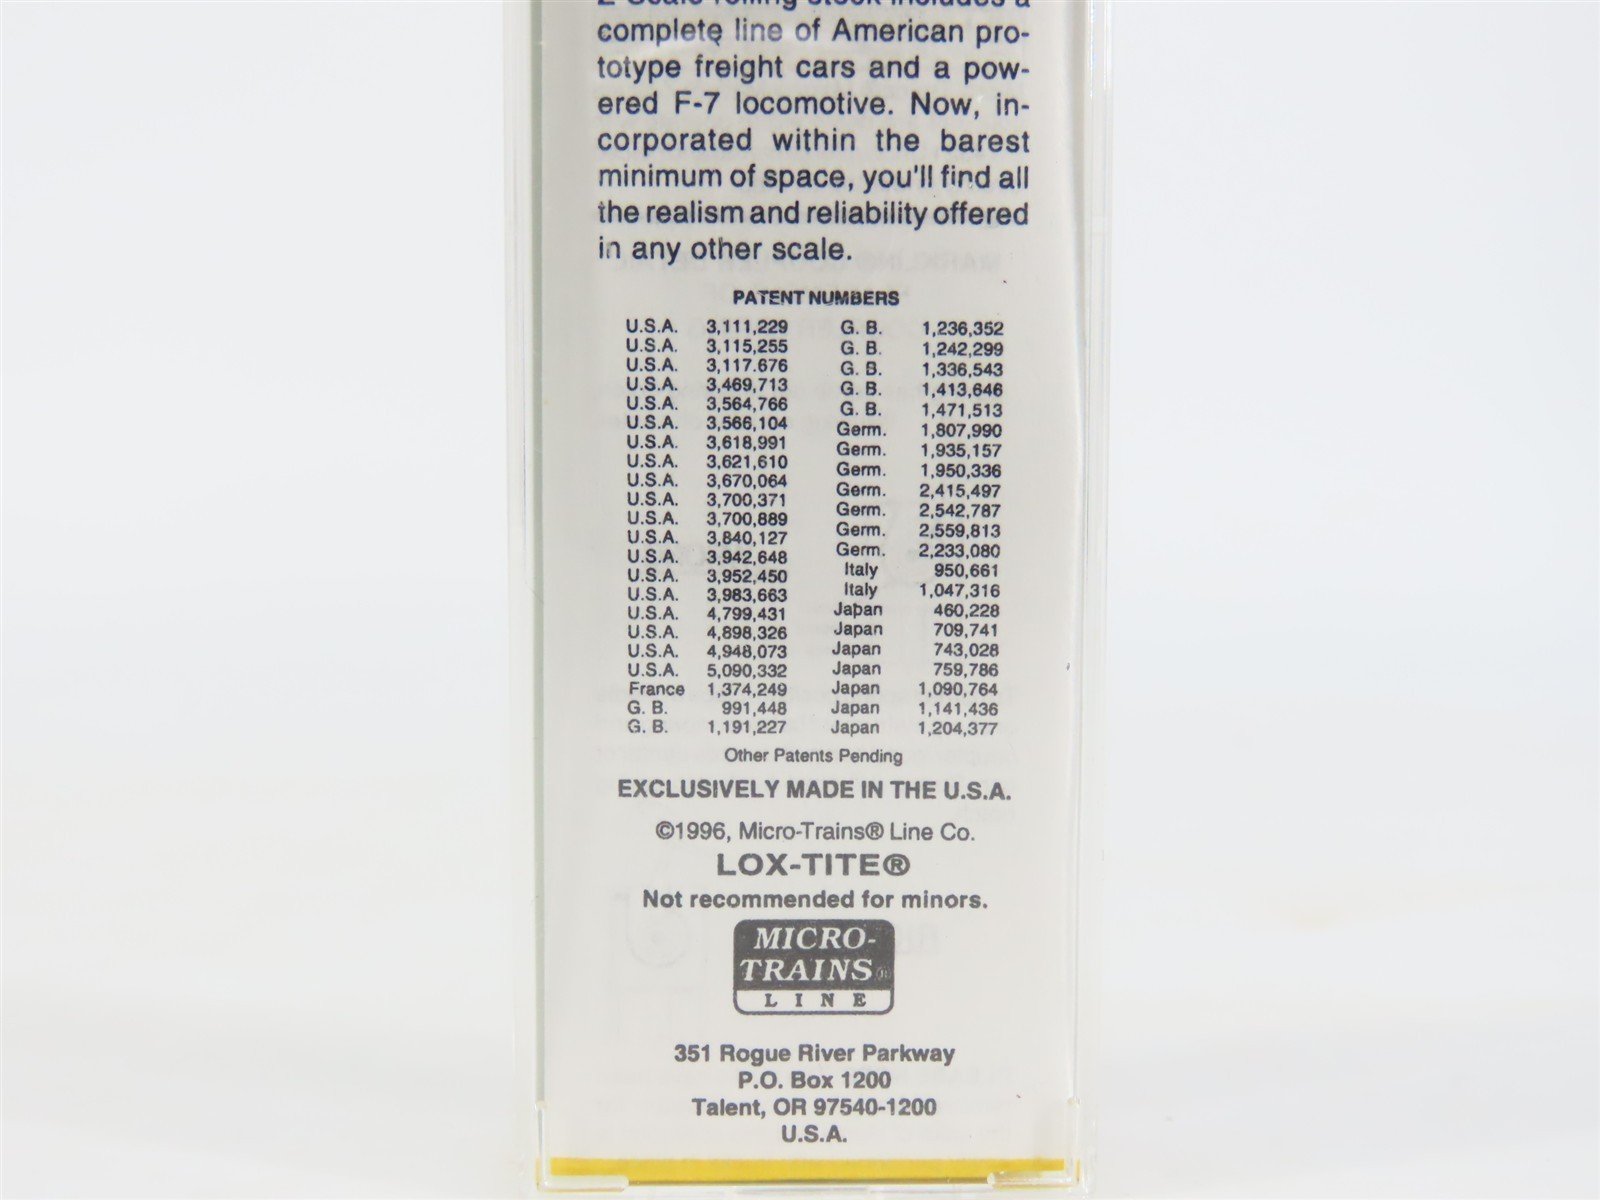 Z Scale rolling stock includes a
complete line of American pro-
totype freight cars and a pow-
ered F-7 locomotive. Now, in-
corporated within the barest
minimum of space, you'll find all
the realism and reliability offered
in any other scale.
PATENT NUMBERS
U.S.A. 3,111,229 G. B. 1,236,352
U.S.A. 3,115,255 G. B. 1,242,299
U.S.A. 3,117.676 G. B. 1,336,543
U.S.A. 3,469,713 G. B. 1,413,646
U.S.A. 3,564,766 G. B. 1,471,513
U.S.A. 3,566,104 Germ. 1,807,990
U.S.A. 3,618,991 Germ. 1,935,157
U.S.A. 3,621,610 Germ. 1,950,336
U.S.A. 3,670,064 Germ. 2,415,497
U.S.A. 3,700,371 Germ. 2,542,787
U.S.A. 3,700,889 Germ. 2,559,813
U.S.A. 3,840,127 Germ. 2,233,080
U.S.A. 3,942,648 Italy 950,661
U.S.A. 3,952,450 Italy 1,047,316
U.S.A. 3,983,663 Japan 460,228
U.S.A. 4,799,431 Japan 709,741
U.S.A. 4,898,326 Japan 743,028
U.S.A. 4,948,073 Japan 759,786
U.S.A. 5,090,332 Japan 1,090,764
France 1,374,249 Japan 1,141,436
G. B. 991,448 Japan 1,204,377
G. B. 1,191,227
Other Patents Pending
EXCLUSIVELY MADE IN THE U.S.A.
©1996, Micro-Trains® Line Co.
LOX-TITE®
Not recommended for minors.
MICRO-
TRAINS®
LINE
351 Rogue River Parkway
P.O. Box 1200
Talent, OR 97540-1200
U.S.A.